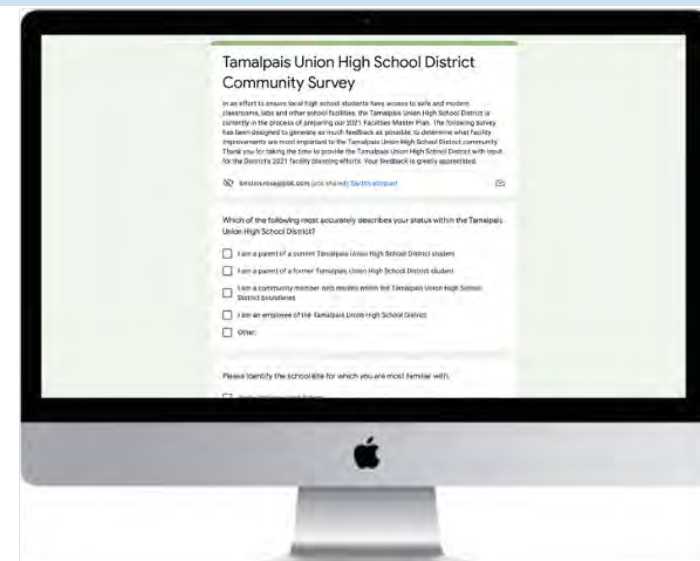 Tamalpais Union High School District
Community Survey
In an effort to ensure local high school students have access to safe and modern
classrooms, labs and other school facilities, the Tamalpais Union High School District is
currently in the process of preparing our 2021 Facilities Master Plan. The following survey
has been designed to generate as much feedback as possible, to determine what facility
improvements are most important to the Tamalpais Union High School District community.
Thank you for taking the time to provide the Tamalpais Union High School District with input
for the District's 2021 facility planning efforts. Your feedback is greatly appreciated.
(not shared) Switch account
Which of the following most accurately describes your status within the Tamalpais
Union High School District?
I am a parent of a current Tamalpais Union High School District student
I am a parent of a former Tamalpais Union High School District student
I am a community member who resides within the Tamalpais Union High School
District boundaries
I am an employee of the Tamalpais Union High School District
Other:
Please identify the school site for which you are most familiar with.